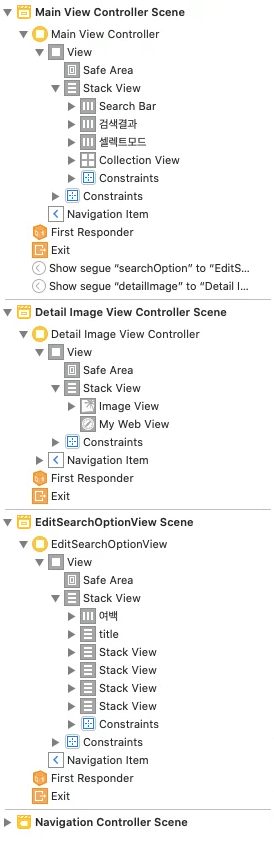 Main View Controller Scene
Main View Controller
View
Safe Area
Stack View
Search Bar
검색결과
셀렉트모드
Collection View
Constraints
Constraints
Navigation Item
First Responder
Exit
Show segue “searchOption” to “EditS...
Show segue “detailImage” to “Detail I...
Detail Image View Controller Scene
Detail Image View Controller
View
Safe Area
Stack View
Image View
My Web View
Constraints
Navigation Item
First Responder
Exit
EditSearchOptionView Scene
EditSearchOptionView
View
Safe Area
Stack View
여백
title
Stack View
Stack View
Stack View
Stack View
Constraints
Constraints
Navigation Item
First Responder
Exit
Navigation Controller Scene